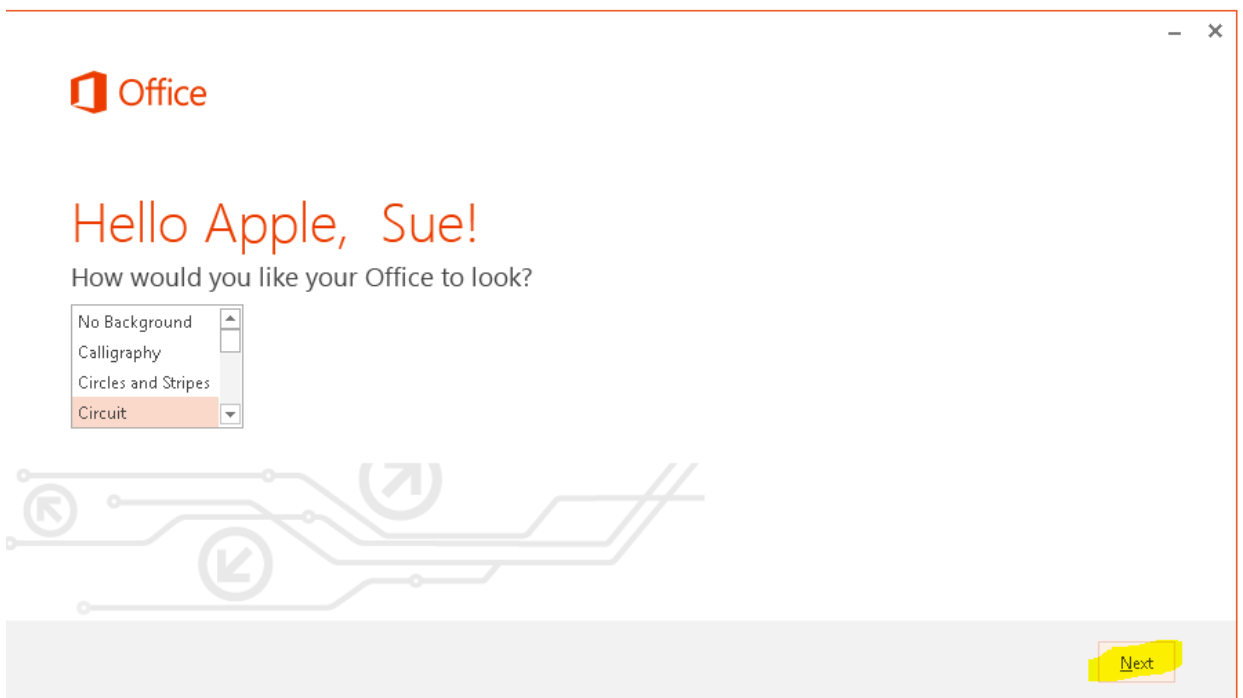 Office
Hello Apple, Sue!
How would you like your Office to look?
No Background
Calligraphy
Circles and Stripes
Circuit
Next